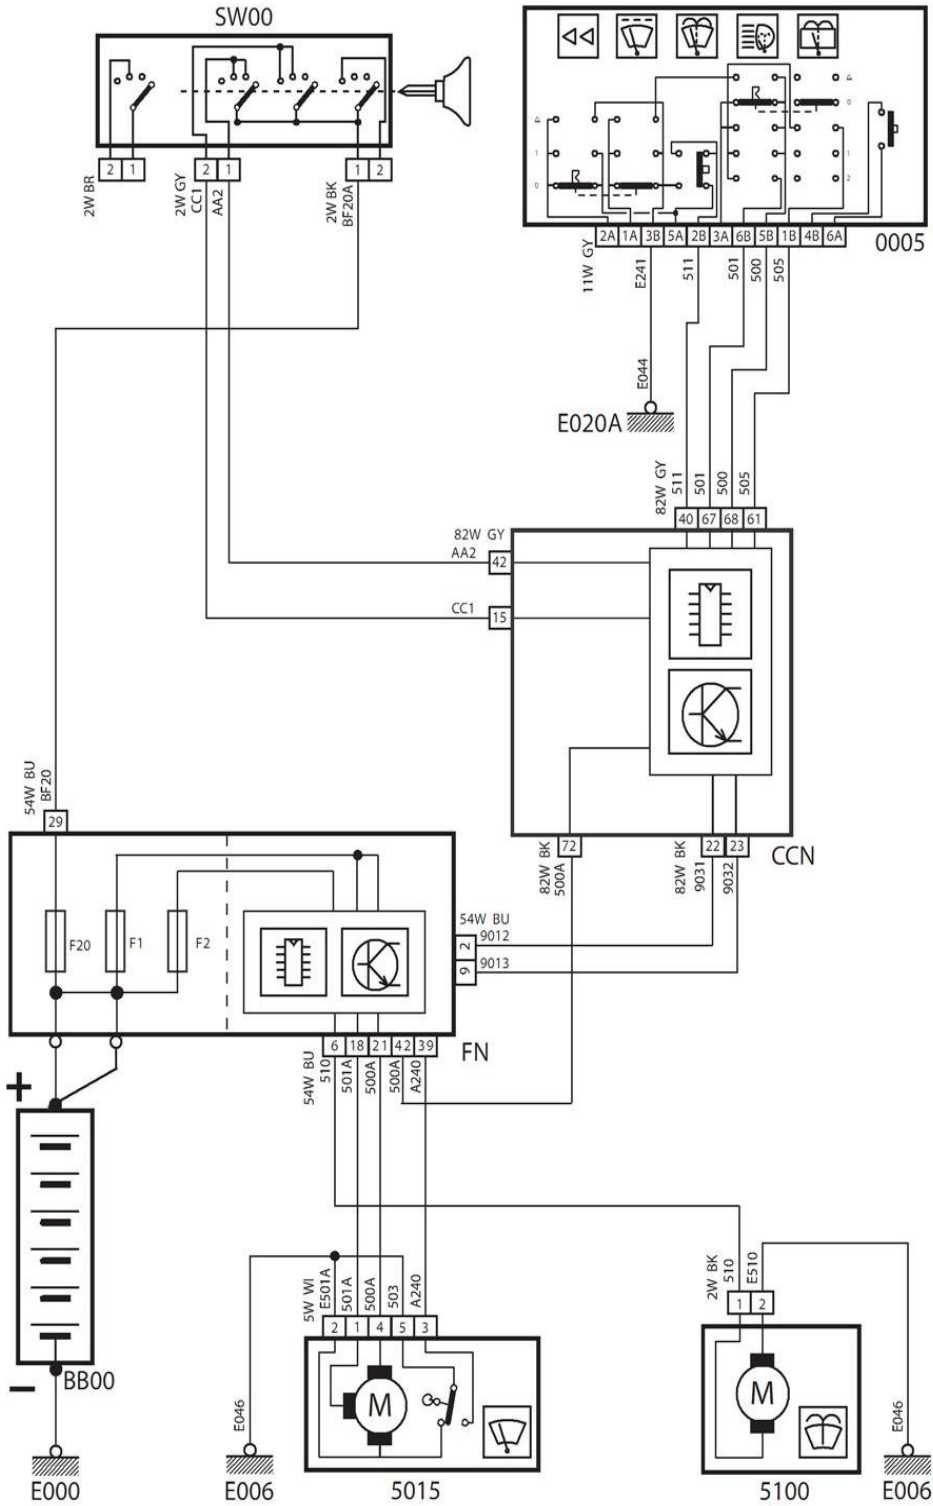 SW00
2 1
2 1
1 2
2W BR
2W GY
CC1
AA2
2W BK
BF20A
1
0
0
1
2
2A 1A 3B 5A 2B 3A 6B 5B 1B 4B 6A
0005
11W GY
E241
511
501
500
505
E044
E020A
82W GY
511
501
500
505
40 67 68 61
82W GY
AA2
42
CC1
15
72
22 23
CCN
82W BK
500A
82W BK
9031
9032
54W BU
BF20
29
F20
F1
F2
54W BU
2
9012
9
9013
6 18 21 42 39
FN
54W BU
510
501A
500A
500A
A240
+
−
BB00
E000
E046
E006
5W WI
E501A
501A
500A
503
A240
2 1 4 5 3
M
5015
2W BK
510
E510
1 2
M
5100
E046
E006